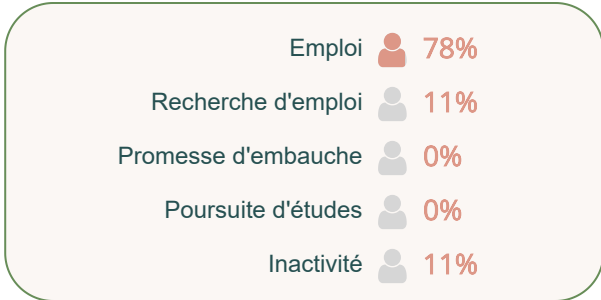 Emploi 78%
Recherche d'emploi 11%
Promesse d'embauche 0%
Poursuite d'études 0%
Inactivité 11%